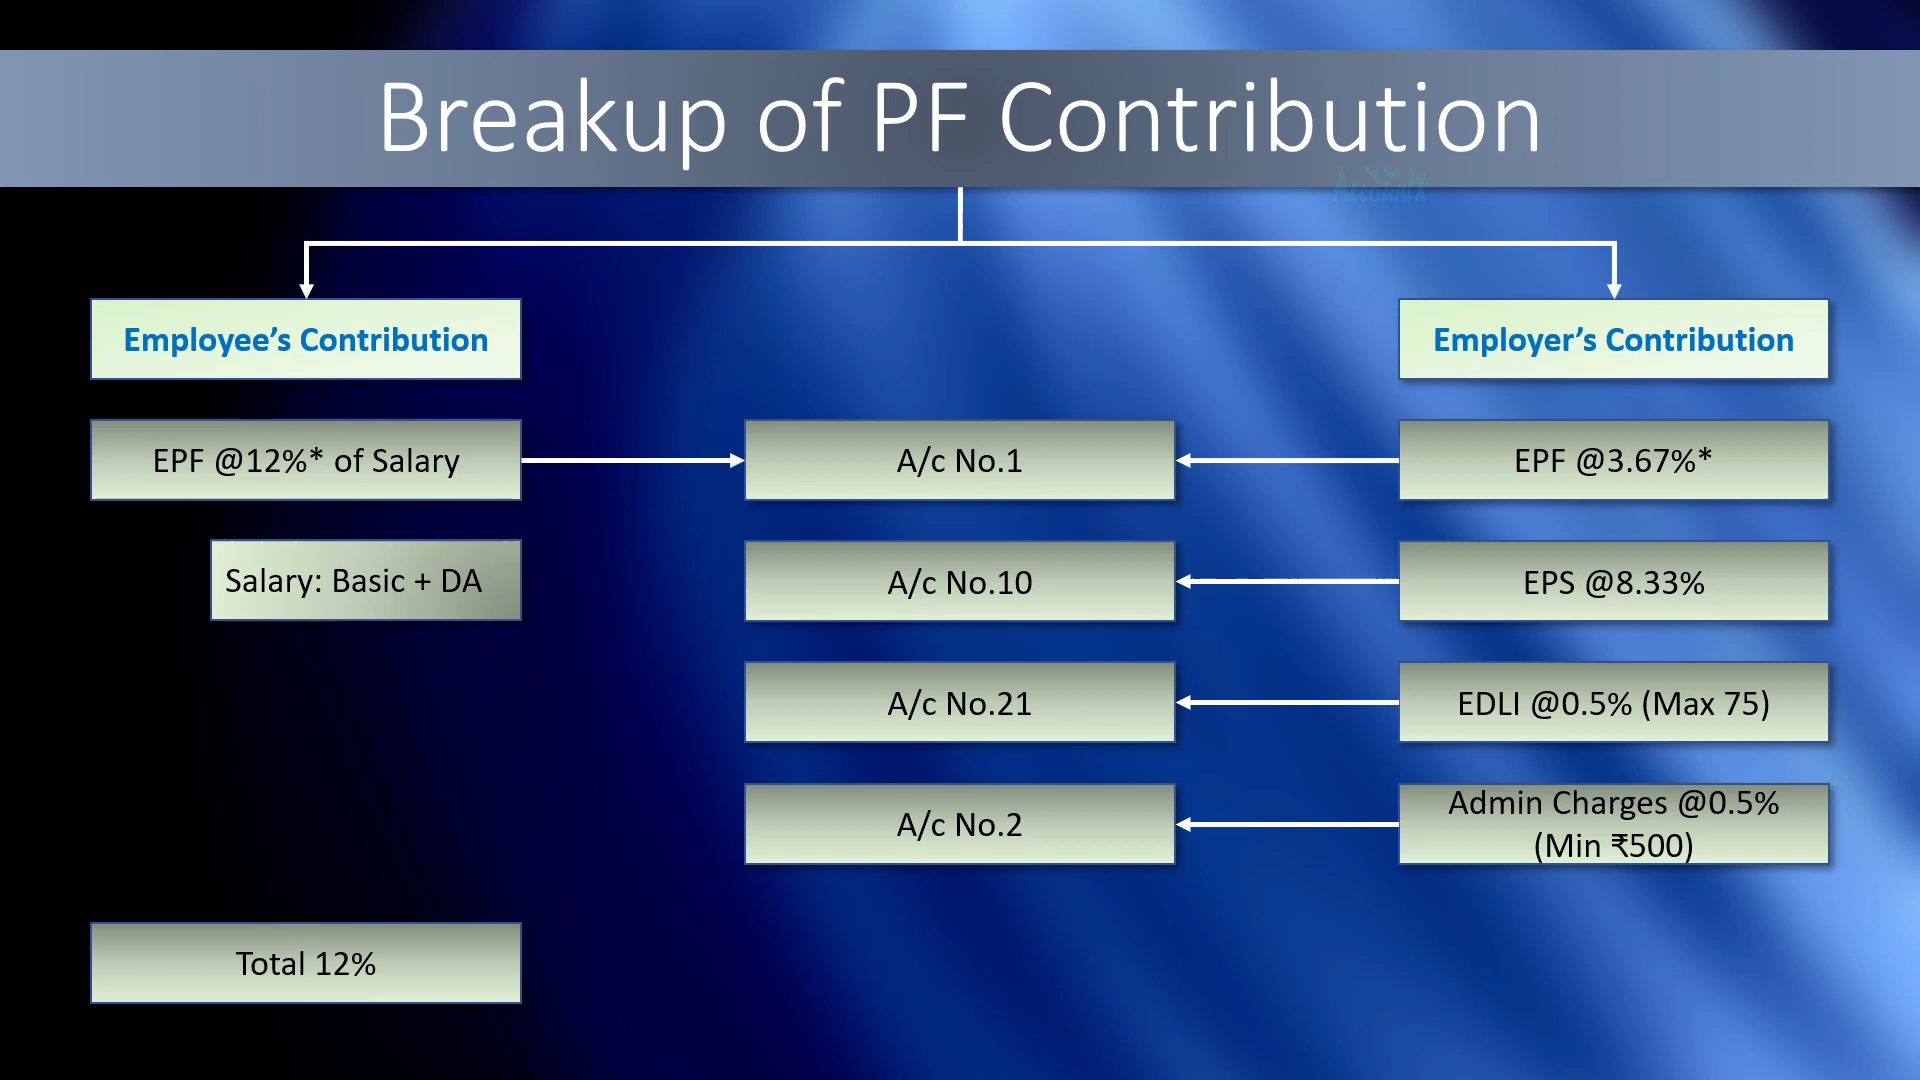 Breakup of PF Contribution
AccountX
Employee’s Contribution
Employer’s Contribution
EPF @12%* of Salary
A/c No.1
EPF @3.67%*
Salary: Basic + DA
A/c No.10
EPS @8.33%
A/c No.21
EDLI @0.5% (Max 75)
A/c No.2
Admin Charges @0.5%
(Min ₹500)
Total 12%